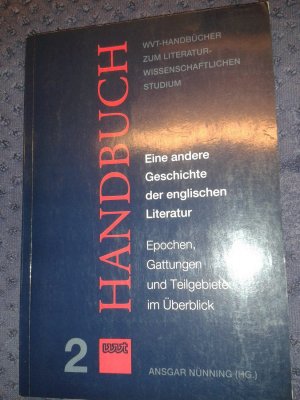 WVT-HANDBÜCHER
ZUM LITERATUR-
WISSENSCHAFTLICHEN
STUDIUM
HANDBUCH
Eine andere
Geschichte
der englischen
Literatur
Epochen,
Gattungen
und Teilgebiete
im Überblick
2
wvt
ANSGAR NÜNNING (HG.)